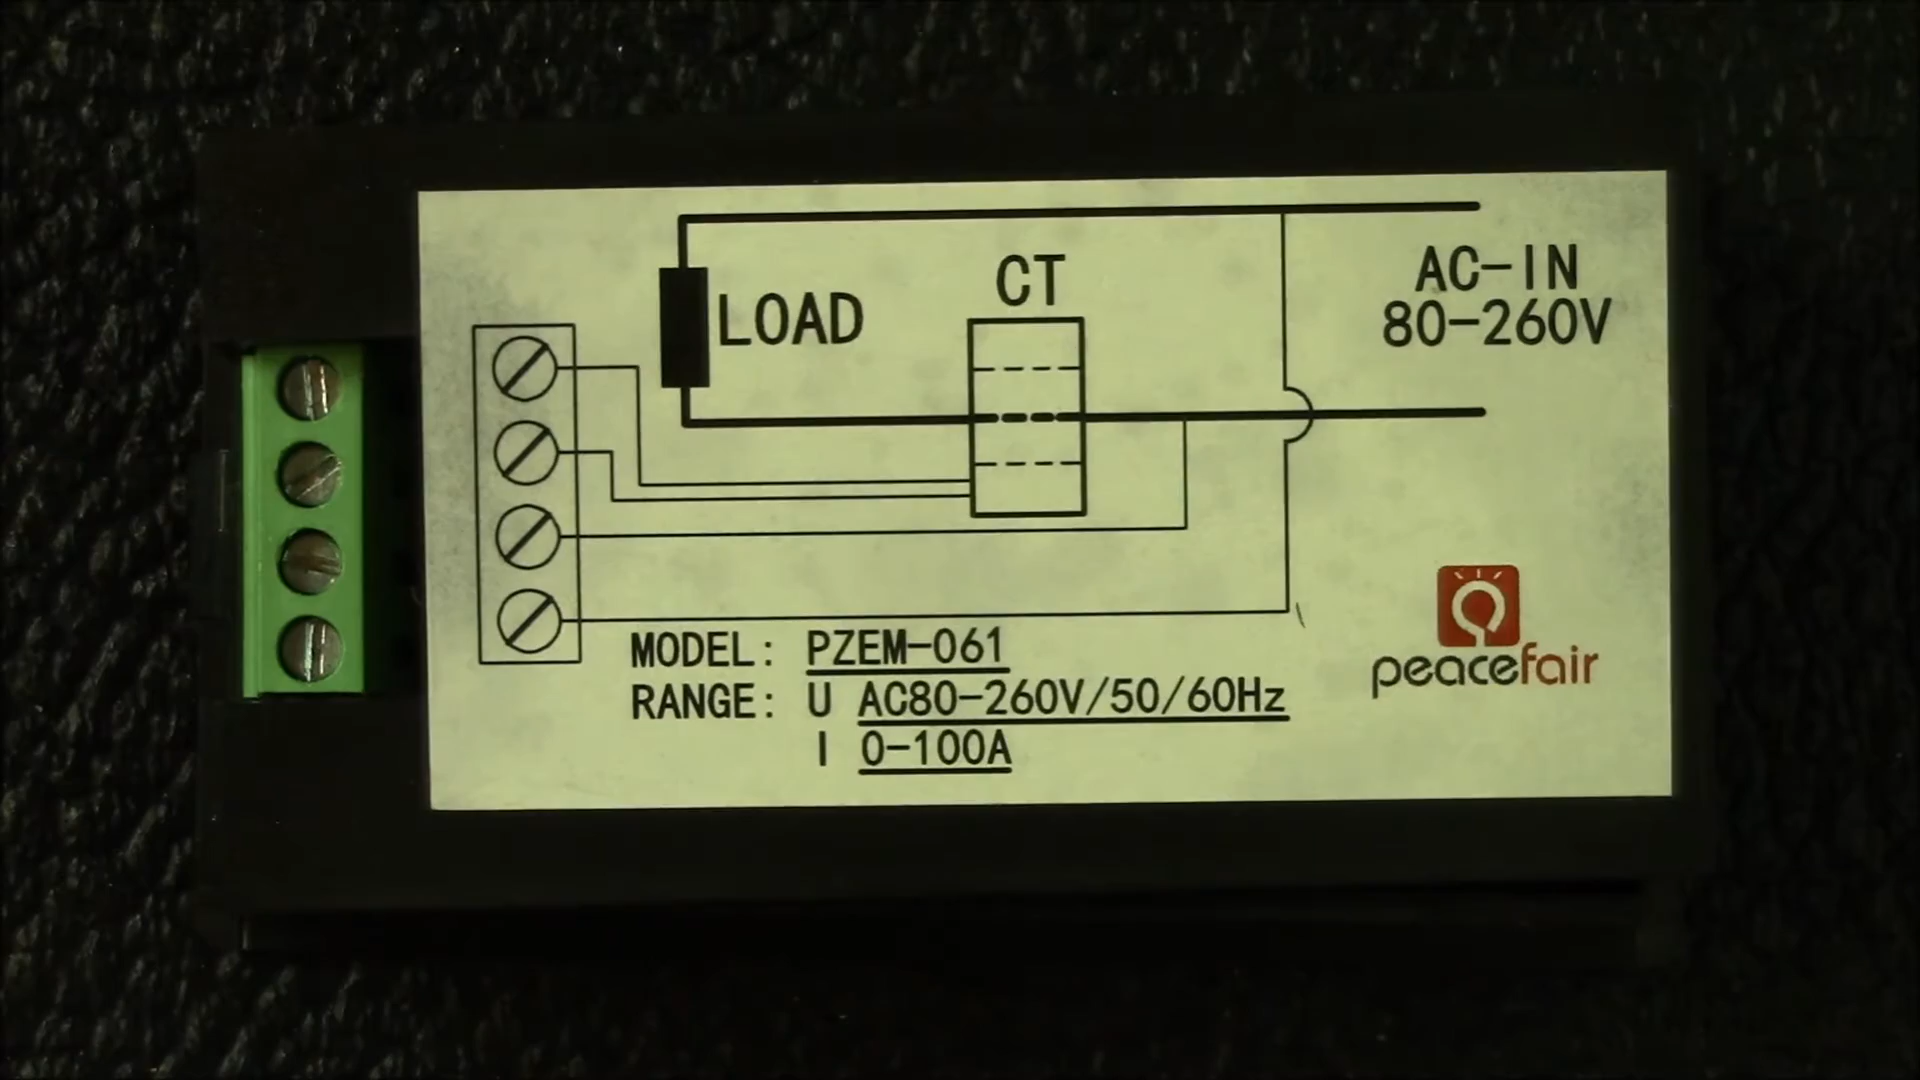 CT
AC-IN
80-260V
LOAD
MODEL: PZEM-061
RANGE: U AC80-260V/50/60Hz
I 0-100A
peacefair